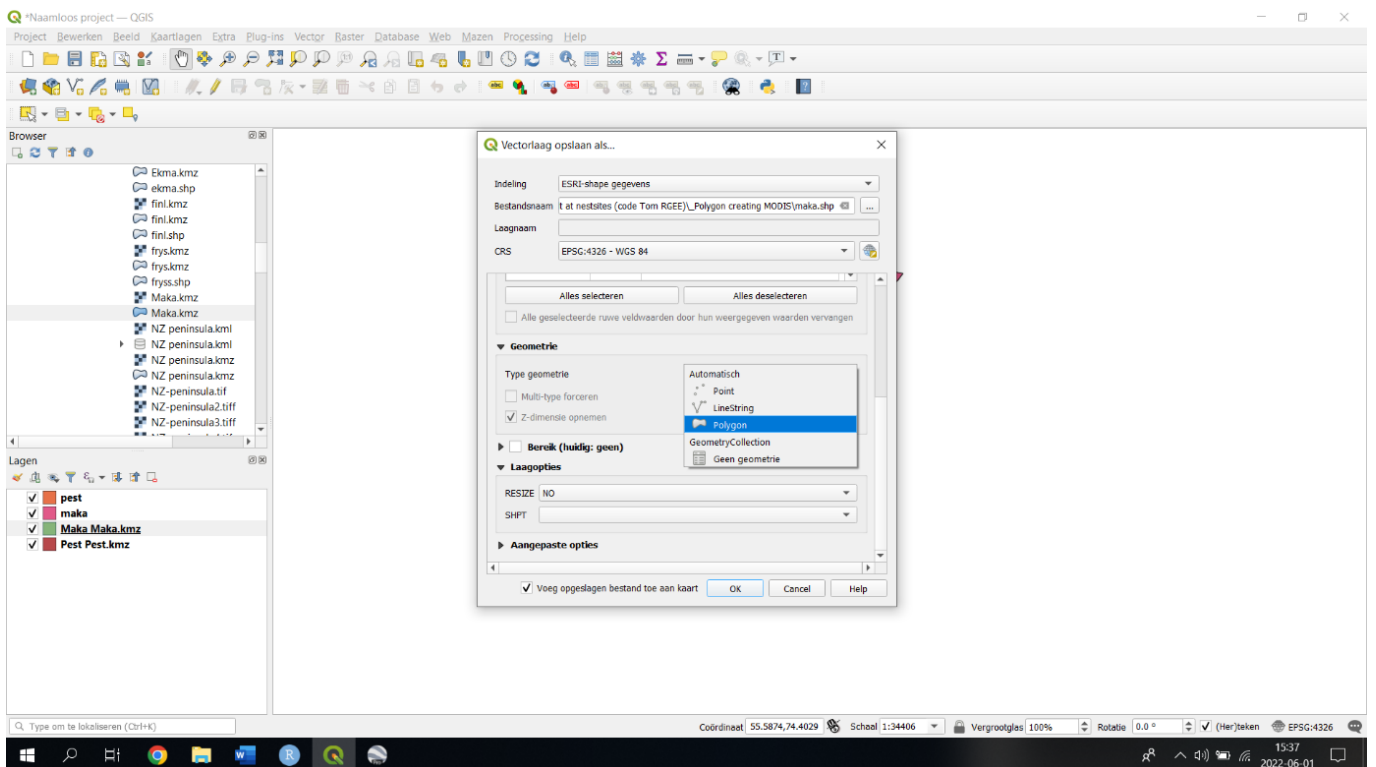 *Naamloos project — QGIS
Project Bewerken Beeld Kaartlagen Extra Plug-ins Vector Raster Database Web Mazen Processing Help
Browser
Ekma.kmz
ekma.shp
finl.kmz
finl.kmz
finl.shp
frys.kmz
frys.kmz
fryss.shp
Maka.kmz
Maka.kmz
NZ peninsula.kml
NZ peninsula.kml
NZ peninsula.kmz
NZ peninsula.kmz
NZ-peninsula.tif
NZ-peninsula2.tiff
NZ-peninsula3.tiff
Lagen
pest
maka
Maka Maka.kmz
Pest Pest.kmz
Vectorlaag opslaan als...
Indeling ESRI-shape gegevens
Bestandsnaam t at nestsites (code Tom RGEE)\_Polygon creating MODIS\maka.shp ...
Laagnaam
CRS EPSG:4326 - WGS 84
Alles selecteren Alles deselecteren
Alle geselecteerde ruwe veldwaarden door hun weergegeven waarden vervangen
Geometrie
Type geometrie
Automatisch
Point
LineString
Polygon
GeometryCollection
Geen geometrie
Multi-type forceren
Z-dimensie opnemen
Bereik (huidig: geen)
Laagopties
RESIZE NO
SHPT
Aangepaste opties
Voeg opgeslagen bestand toe aan kaart OK Cancel Help
Type om te lokaliseren (Ctrl+K) Coördinaat 55.5874,74.4029 Schaal 1:34406 Vergrootglas 100% Rotatie 0.0 ° (Her)teken EPSG:4326
15:37
2022-06-01